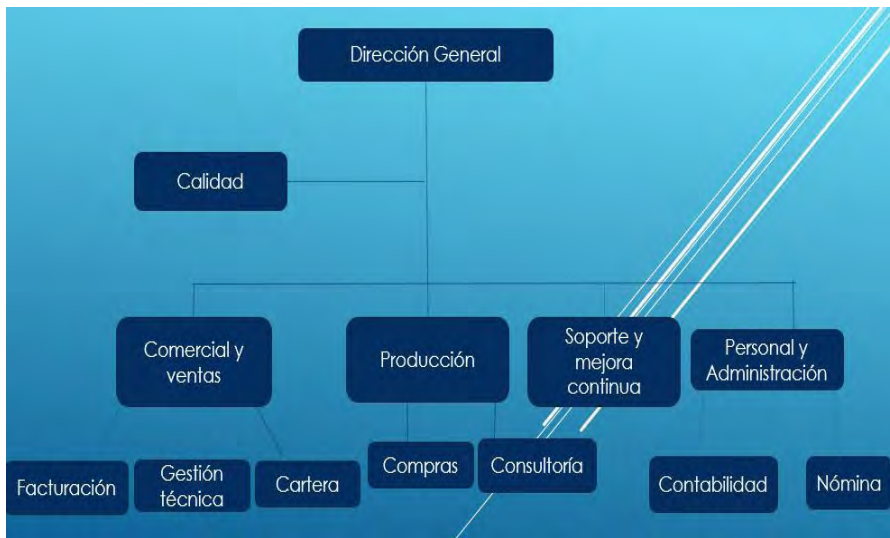 Dirección General
Calidad
Comercial y
ventas
Producción
Soporte y
mejora
continua
Personal y
Administración
Facturación
Gestión
técnica
Cartera
Compras
Consultoría
Contabilidad
Nómina